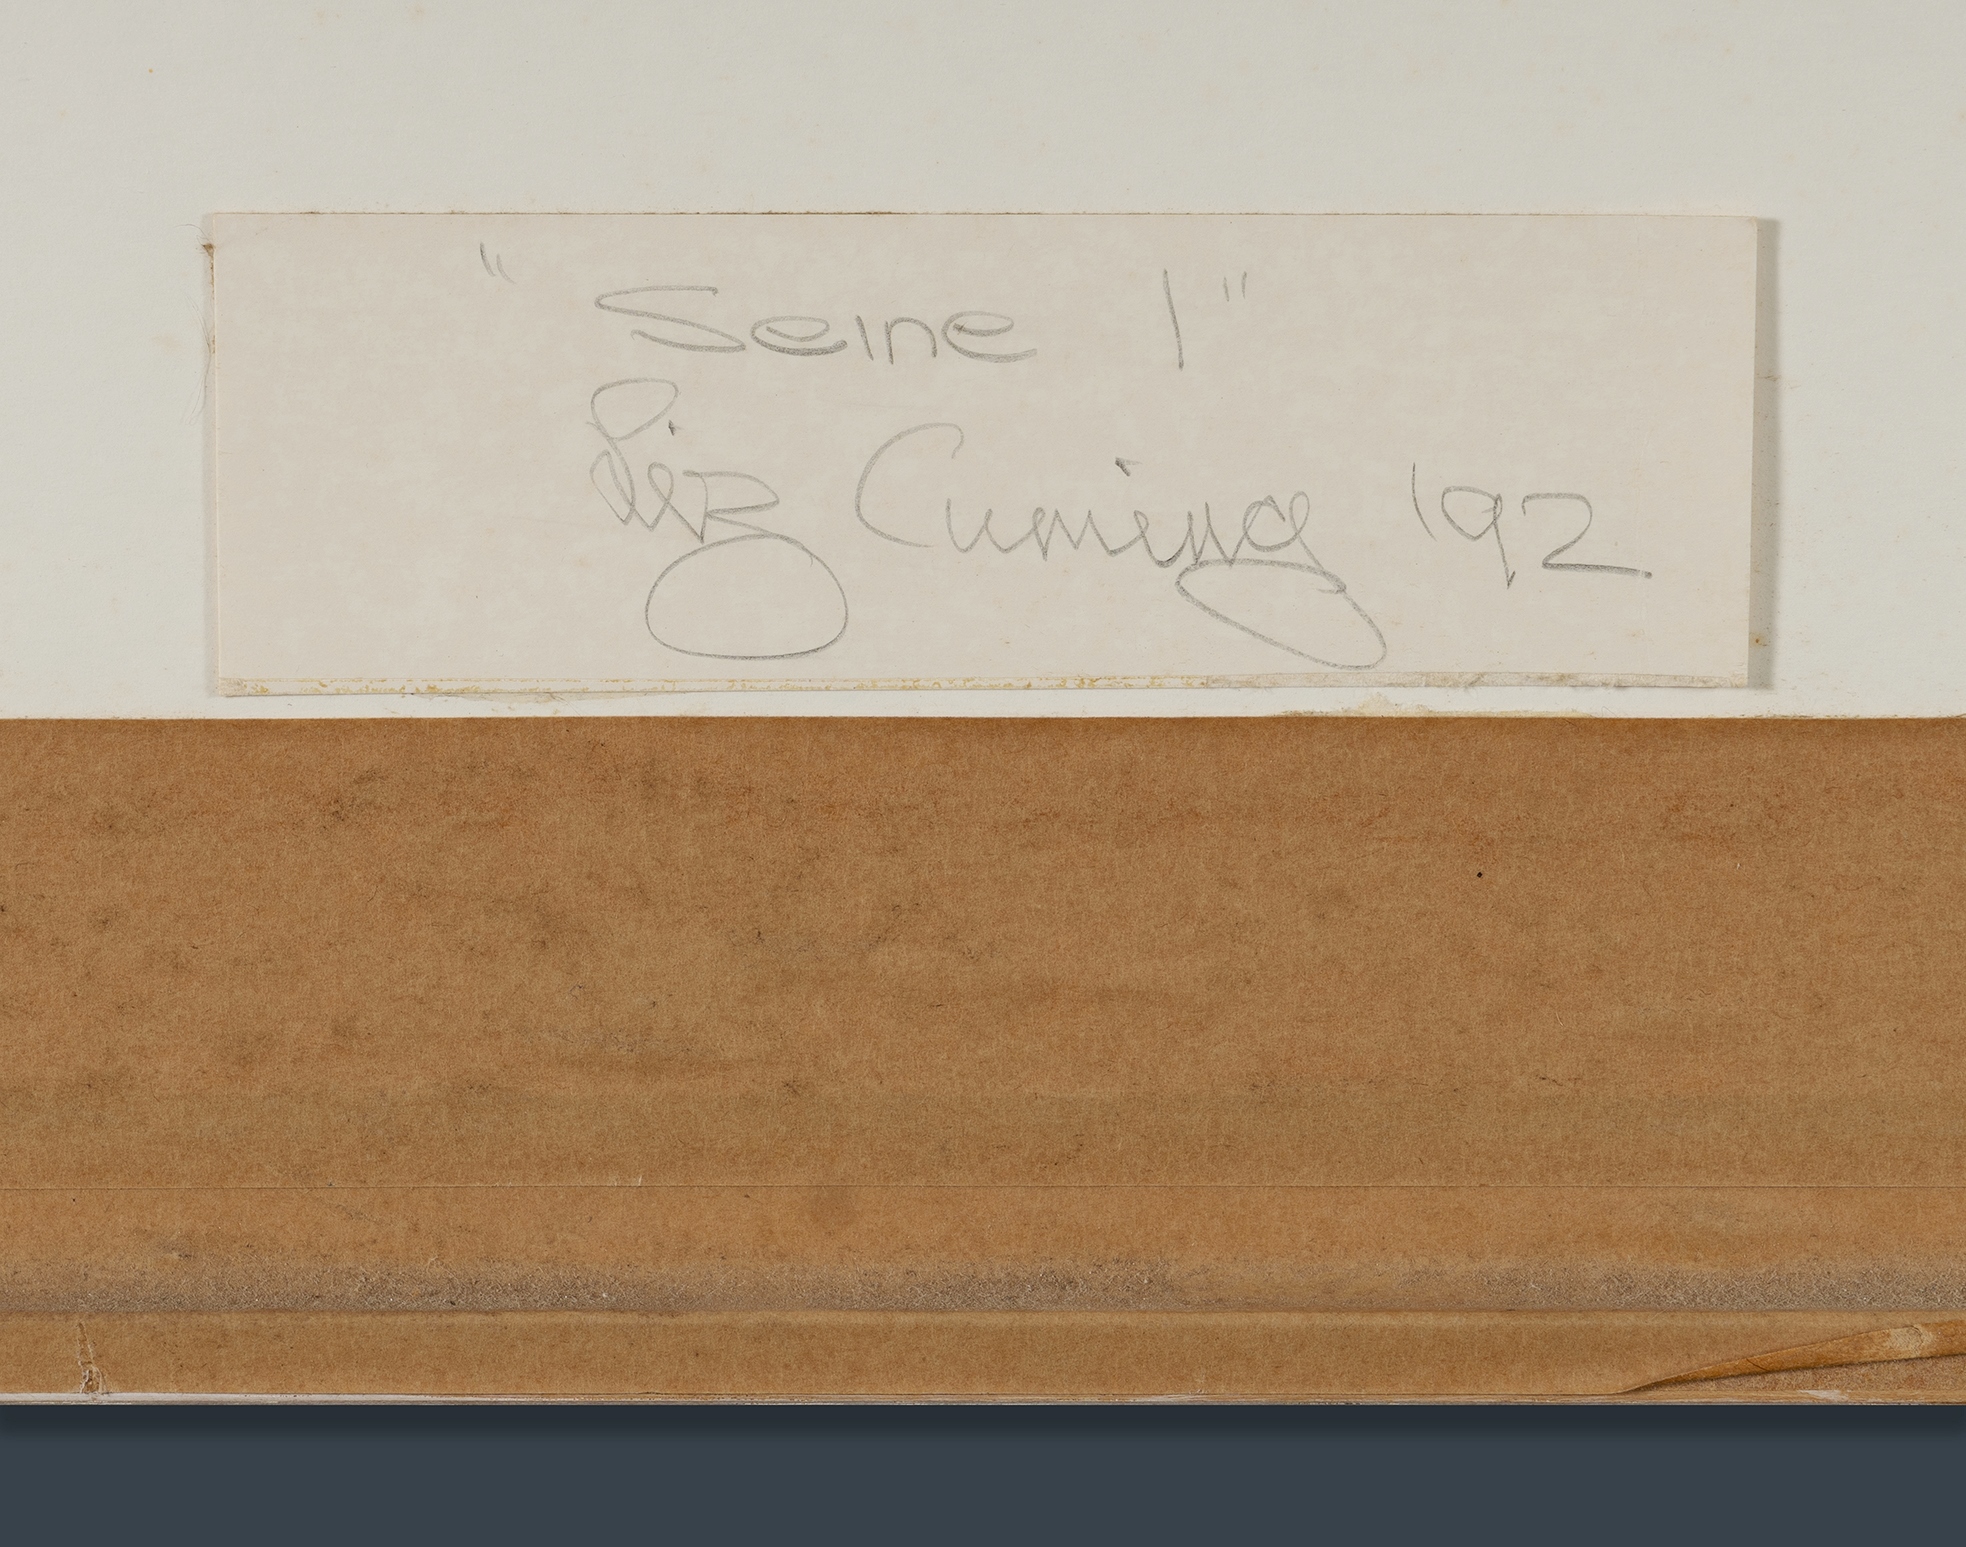 "Seine 1"
Liz Cuming '92